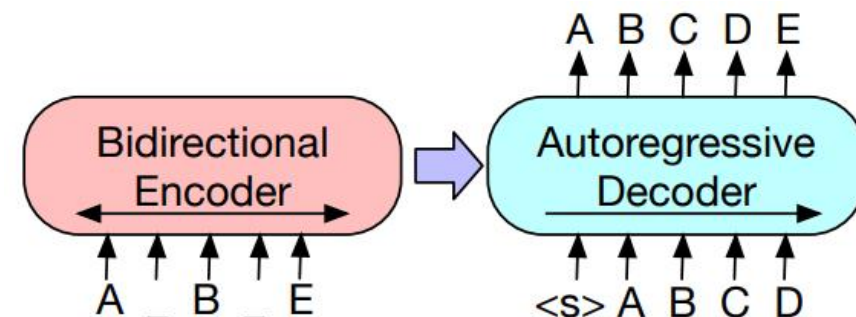 A B C D E
Bidirectional
Encoder
Autoregressive
Decoder
A _ B _ E
<s> A B C D